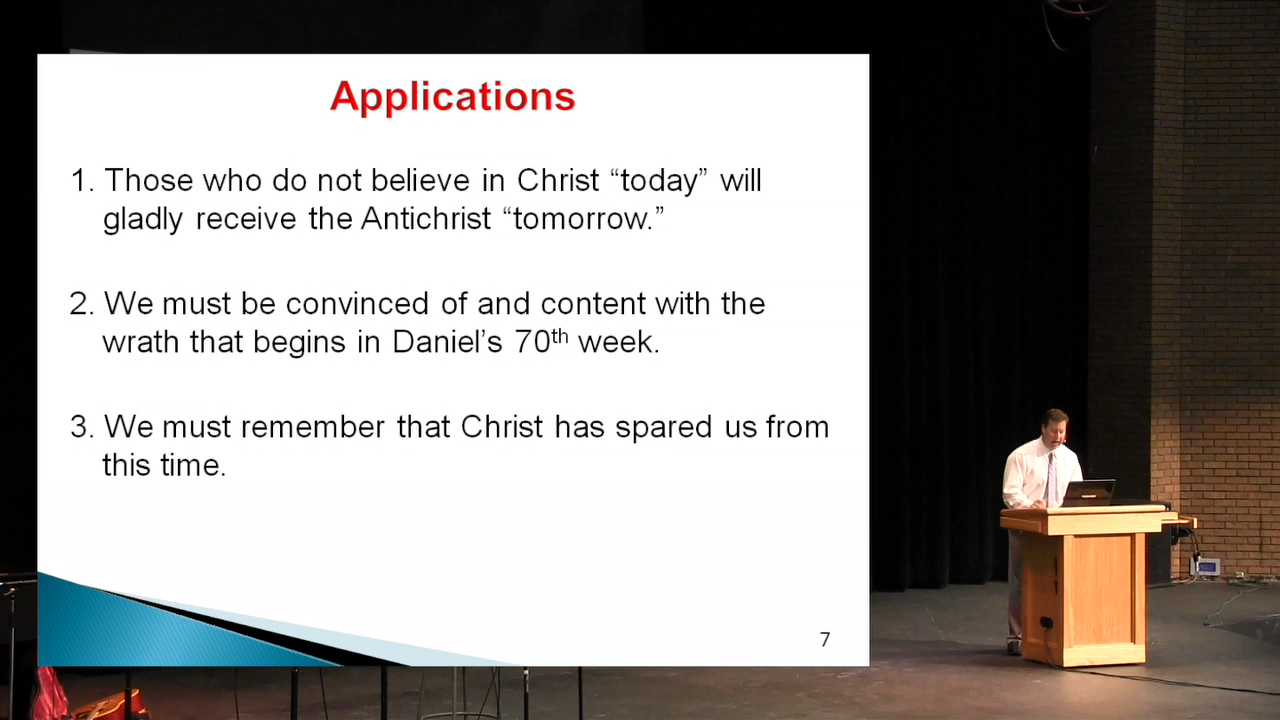 Applications
1. Those who do not believe in Christ “today” will
gladly receive the Antichrist “tomorrow.”
2. We must be convinced of and content with the
wrath that begins in Daniel’s 70th week.
3. We must remember that Christ has spared us from
this time.
7